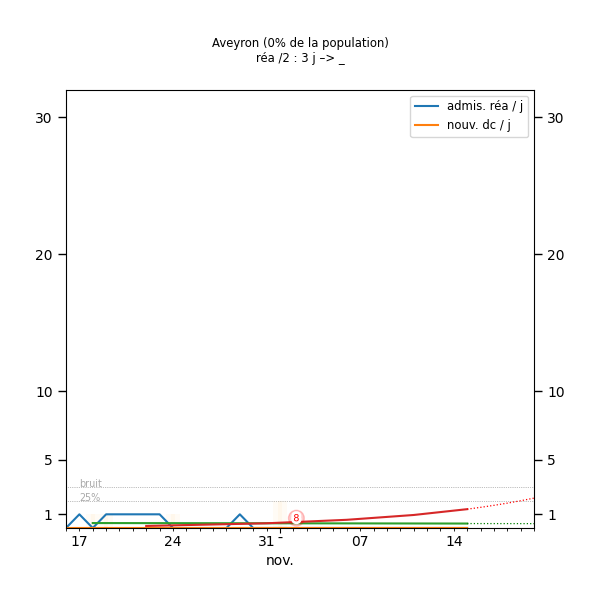 Aveyron (0% de la population)
réa /2 : 3 j –> _
admis. réa / j
nouv. dc / j
30 30
20 20
10 10
5 5
bruit
25%
1 8 1
17 24 31 - 07 14
nov.